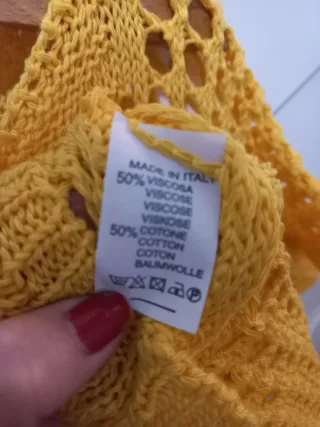 MADE IN ITALY
50% VISCOSA
VISCOSE
VISCOSE
VISKOSE
50% COTONE
COTTON
COTON
BAUMWOLLE